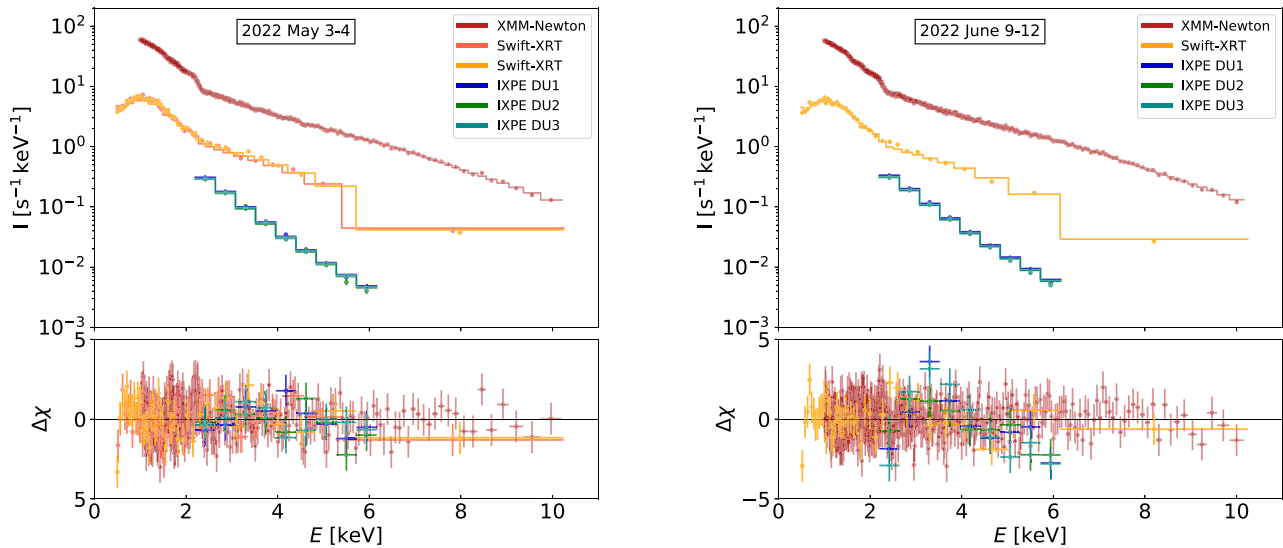 2022 May 3-4
XMM-Newton
Swift-XRT
Swift-XRT
IXPE DU1
IXPE DU2
IXPE DU3
I [s⁻¹ keV⁻¹]
10²
10¹
10⁰
10⁻¹
10⁻²
10⁻³
Δχ
5
0
5
0 2 4 6 8 10
E [keV]
2022 June 9-12
XMM-Newton
Swift-XRT
IXPE DU1
IXPE DU2
IXPE DU3
I [s⁻¹ keV⁻¹]
10²
10¹
10⁰
10⁻¹
10⁻²
10⁻³
Δχ
5
0
−5
0 2 4 6 8 10
E [keV]